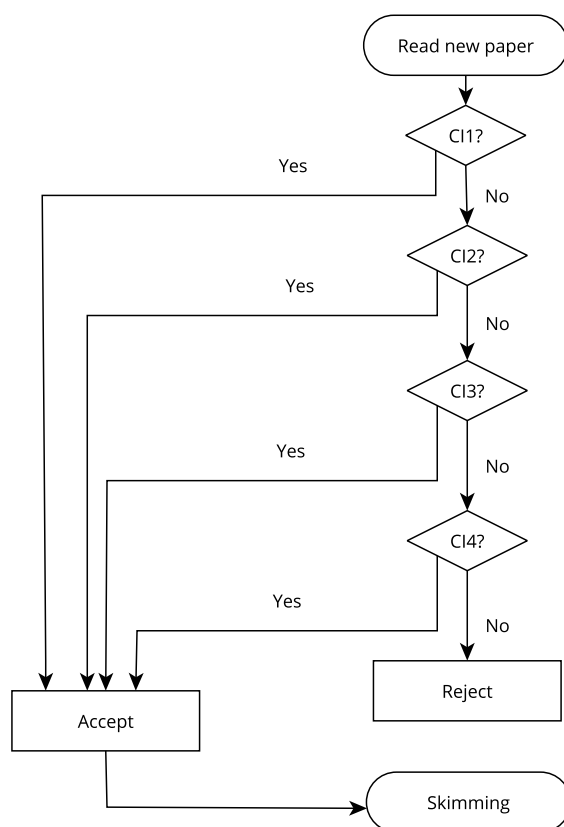 Read new paper
CI1?
Yes
No
CI2?
Yes
No
CI3?
Yes
No
CI4?
Yes
No
Reject
Accept
Skimming